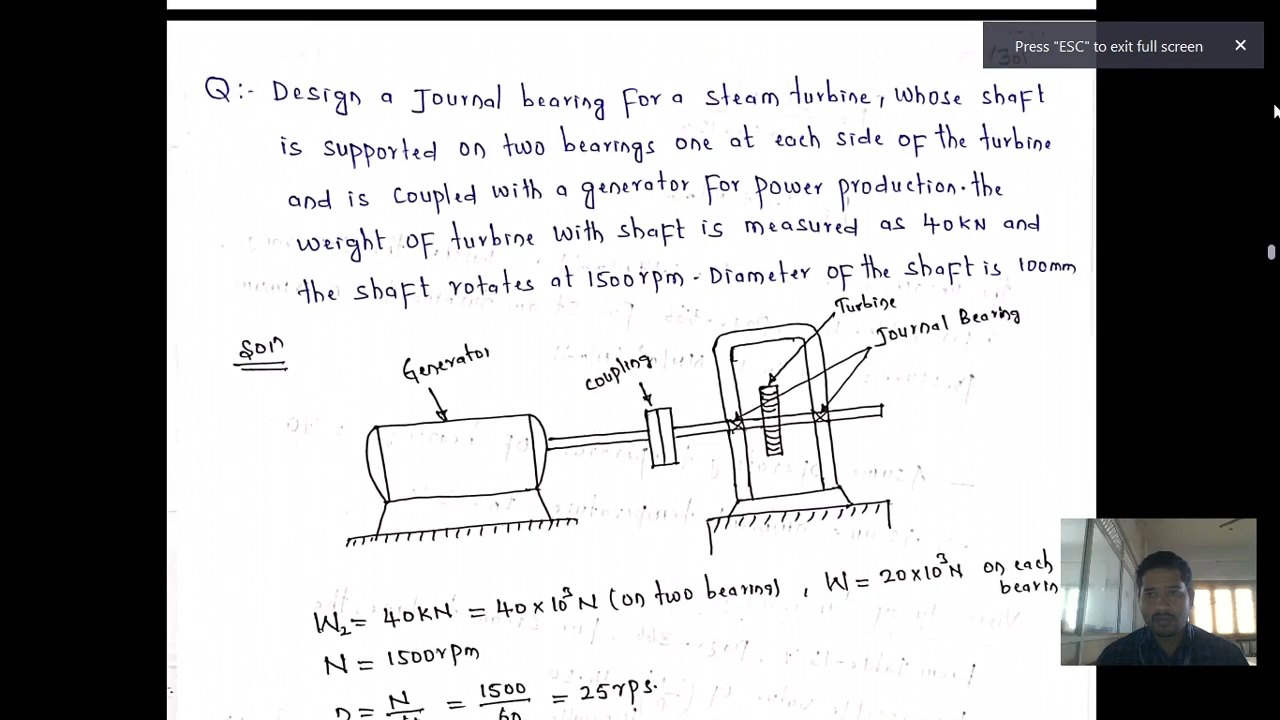 Press "ESC" to exit full screen
Q:- Design a Journal bearing For a steam turbine, whose shaft
is supported on two bearings one at each side of the turbine
and is coupled with a generator For power production. the
weight of turbine with shaft is measured as 40KN and
the shaft rotates at 1500rpm - Diameter of the shaft is 100mm
Soln
Generator
coupling
Turbine
Journal Bearing
W₂ = 40KN = 40×10³N (on two bearing) , W = 20×10³N on each
bearin
N = 1500rpm
= N = 1500 = 25rps.